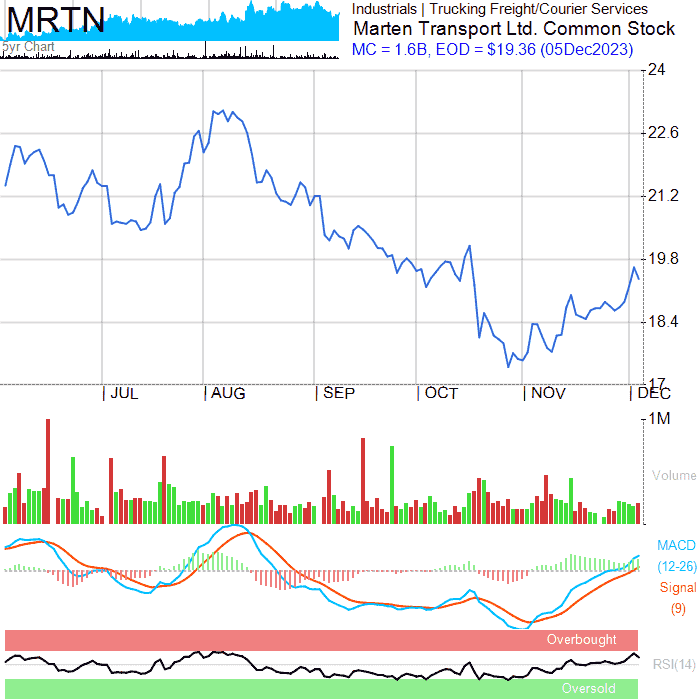 MRTN
5yr Chart
Industrials | Trucking Freight/Courier Services
Marten Transport Ltd. Common Stock
MC = 1.6B, EOD = $19.36 (05Dec2023)
24
22.6
21.2
19.8
18.4
17
| JUL | AUG | SEP | OCT | NOV | DEC
1M
Volume
MACD
(12-26)
Signal
(9)
Overbought
RSI(14)
Oversold